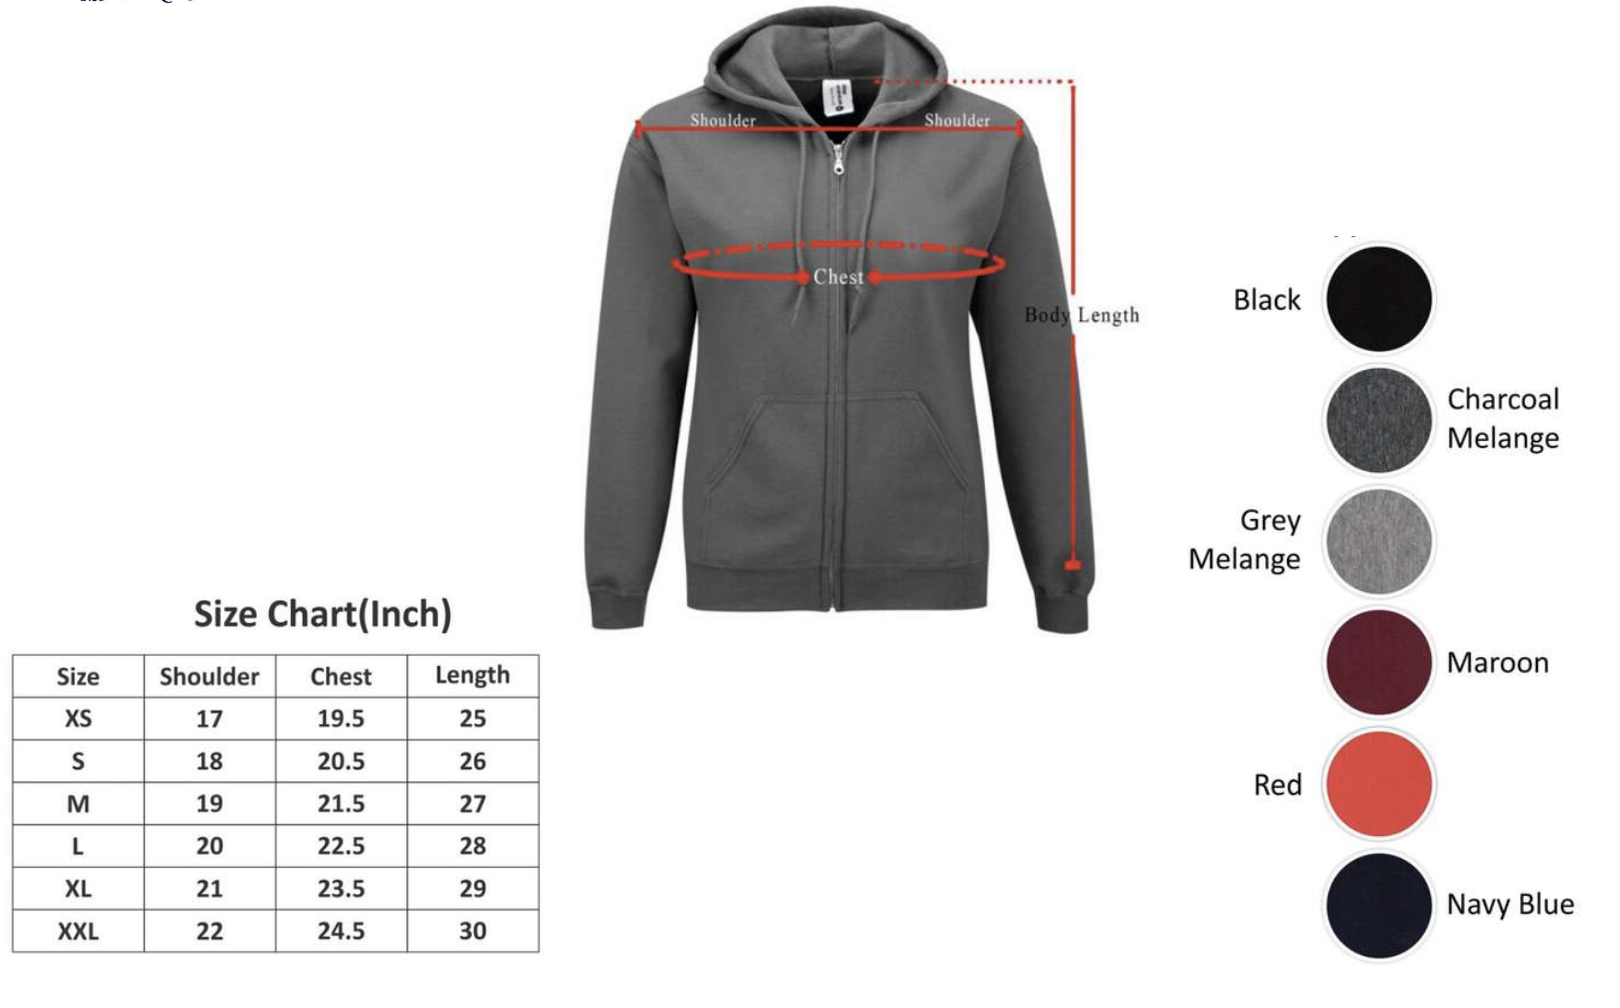 Shoulder Shoulder
Chest
Body Length
Black
Charcoal
Melange
Grey
Melange
Maroon
Red
Navy Blue
Size Chart(Inch)
Size Shoulder Chest Length
XS 17 19.5 25
S 18 20.5 26
M 19 21.5 27
L 20 22.5 28
XL 21 23.5 29
XXL 22 24.5 30